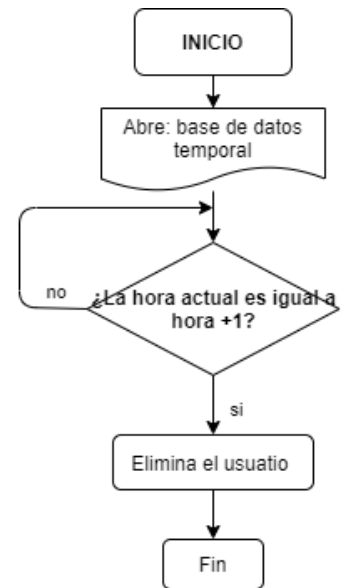 INICIO
Abre: base de datos
temporal
no
¿La hora actual es igual a
hora +1?
si
Elimina el usuatio
Fin